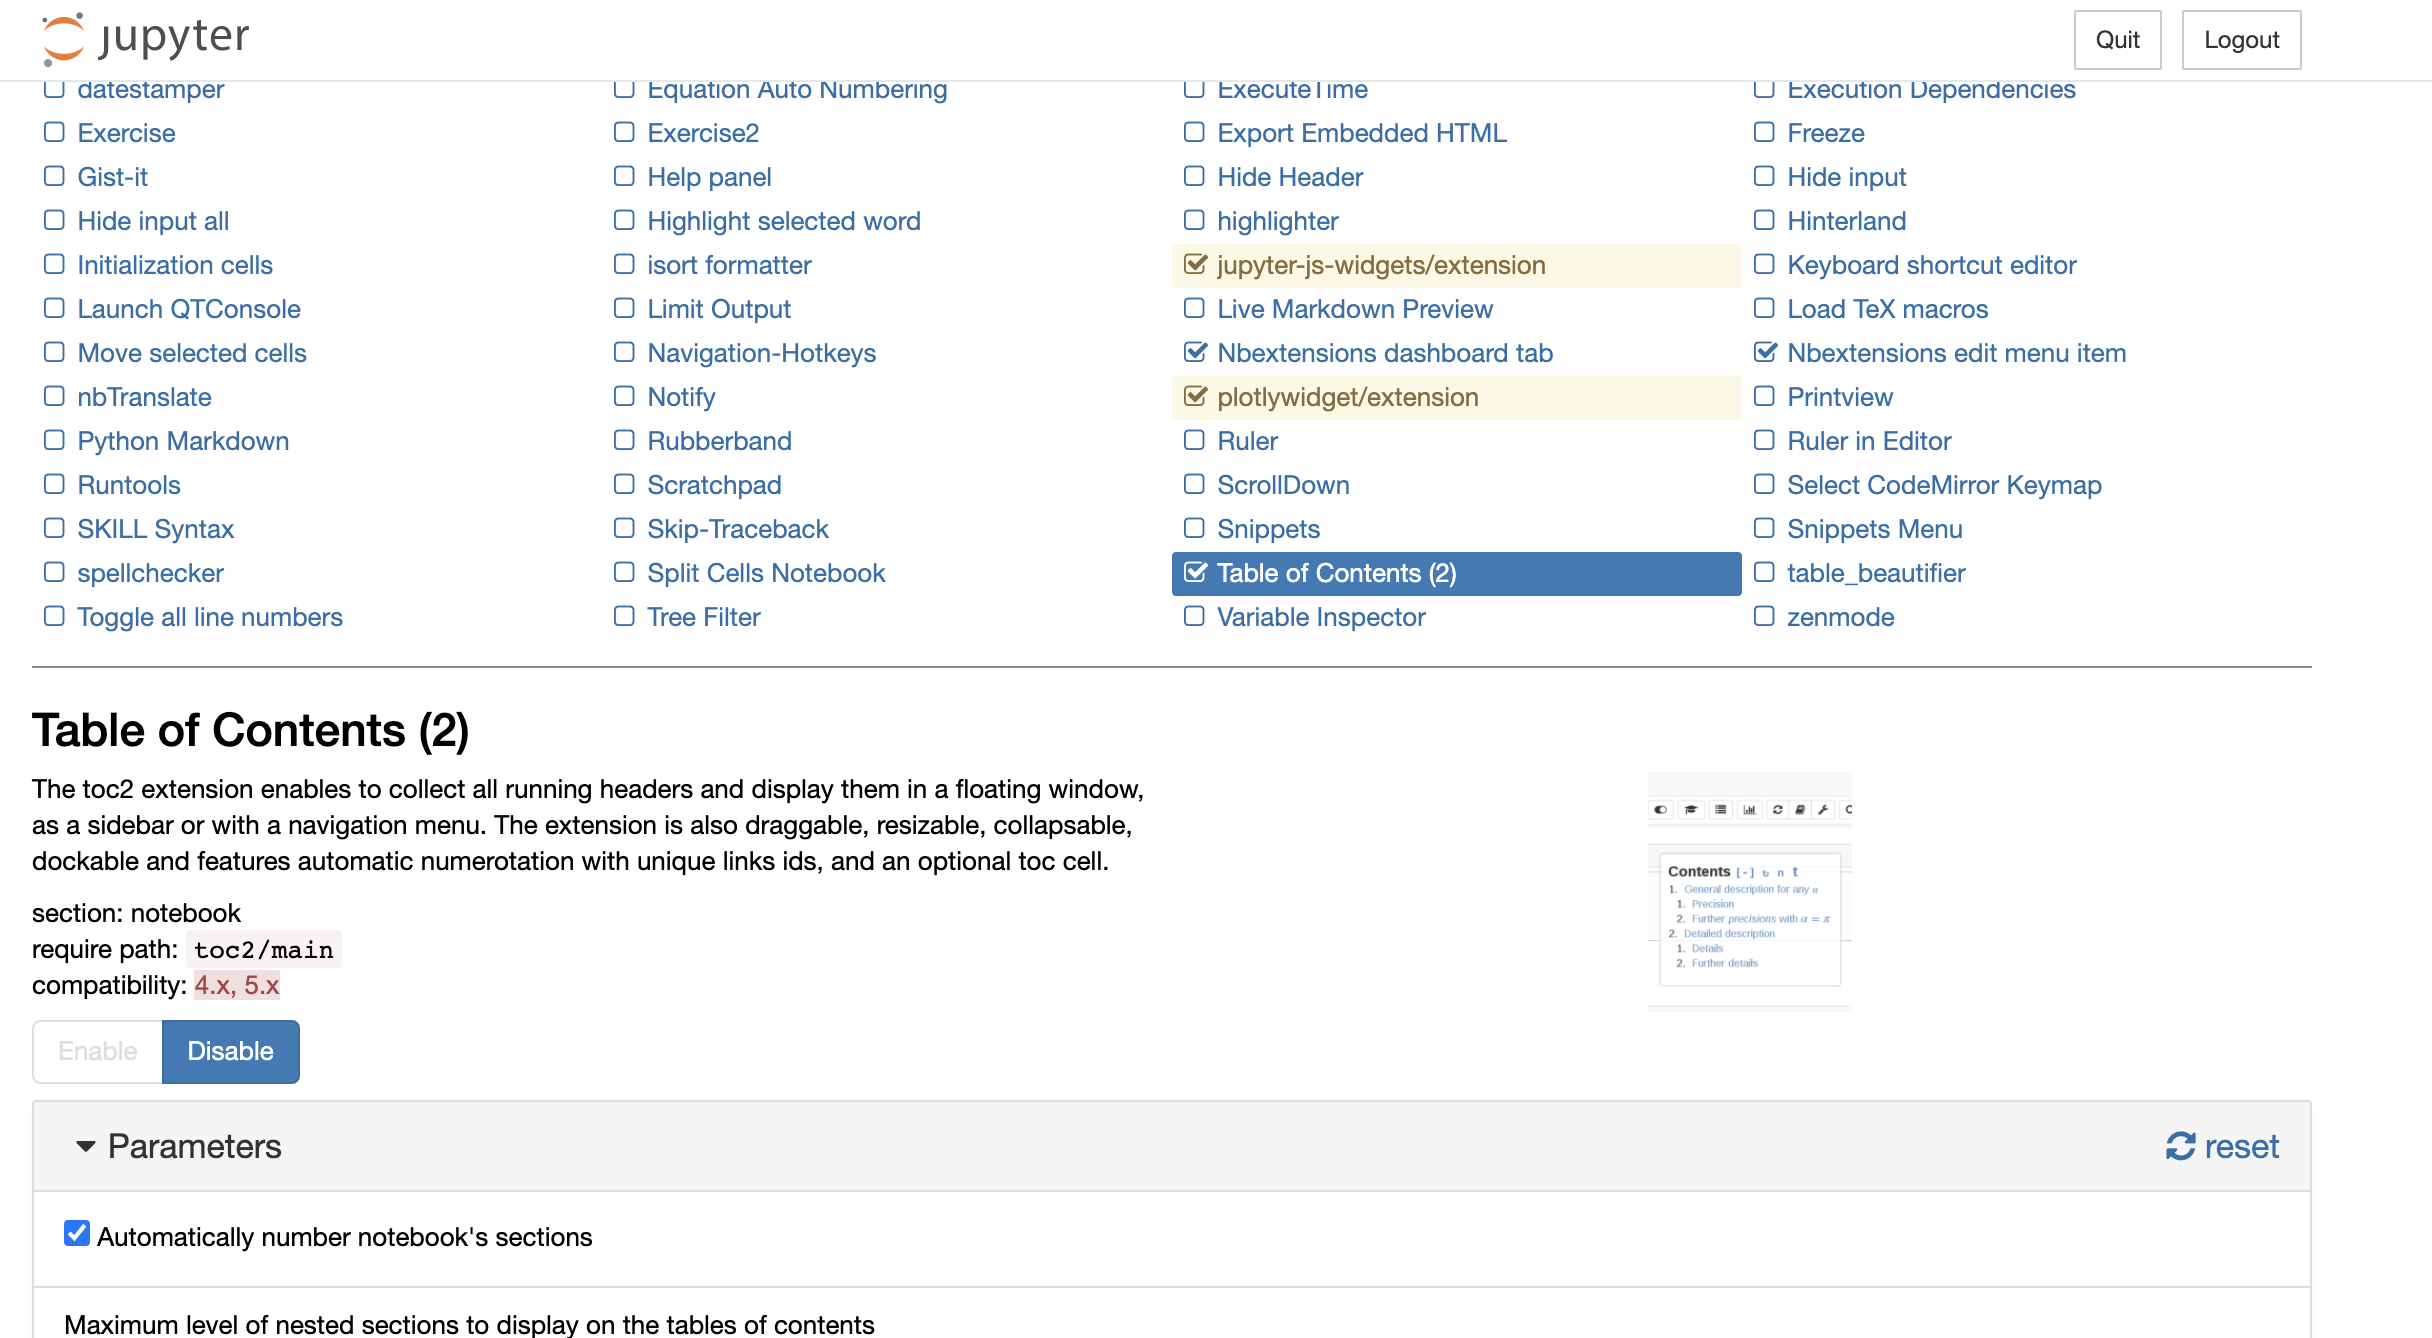 jupyter
Quit
Logout
datestamper
Equation Auto Numbering
ExecuteTime
Execution Dependencies
Exercise
Exercise2
Export Embedded HTML
Freeze
Gist-it
Help panel
Hide Header
Hide input
Hide input all
Highlight selected word
highlighter
Hinterland
Initialization cells
isort formatter
jupyter-js-widgets/extension
Keyboard shortcut editor
Launch QTConsole
Limit Output
Live Markdown Preview
Load TeX macros
Move selected cells
Navigation-Hotkeys
Nbextensions dashboard tab
Nbextensions edit menu item
nbTranslate
Notify
plotlywidget/extension
Printview
Python Markdown
Rubberband
Ruler
Ruler in Editor
Runtools
Scratchpad
ScrollDown
Select CodeMirror Keymap
SKILL Syntax
Skip-Traceback
Snippets
Snippets Menu
spellchecker
Split Cells Notebook
Table of Contents (2)
table_beautifier
Toggle all line numbers
Tree Filter
Variable Inspector
zenmode
Table of Contents (2)
The toc2 extension enables to collect all running headers and display them in a floating window,
as a sidebar or with a navigation menu. The extension is also draggable, resizable, collapsable,
dockable and features automatic numerotation with unique links ids, and an optional toc cell.
section: notebook
require path: toc2/main
compatibility: 4.x, 5.x
Enable
Disable
Contents [-] ↻ n t
1. General description for any α
1. Precision
2. Further precisions with α = π
2. Detailed description
1. Details
2. Further details
Parameters
reset
Automatically number notebook's sections
Maximum level of nested sections to display on the tables of contents